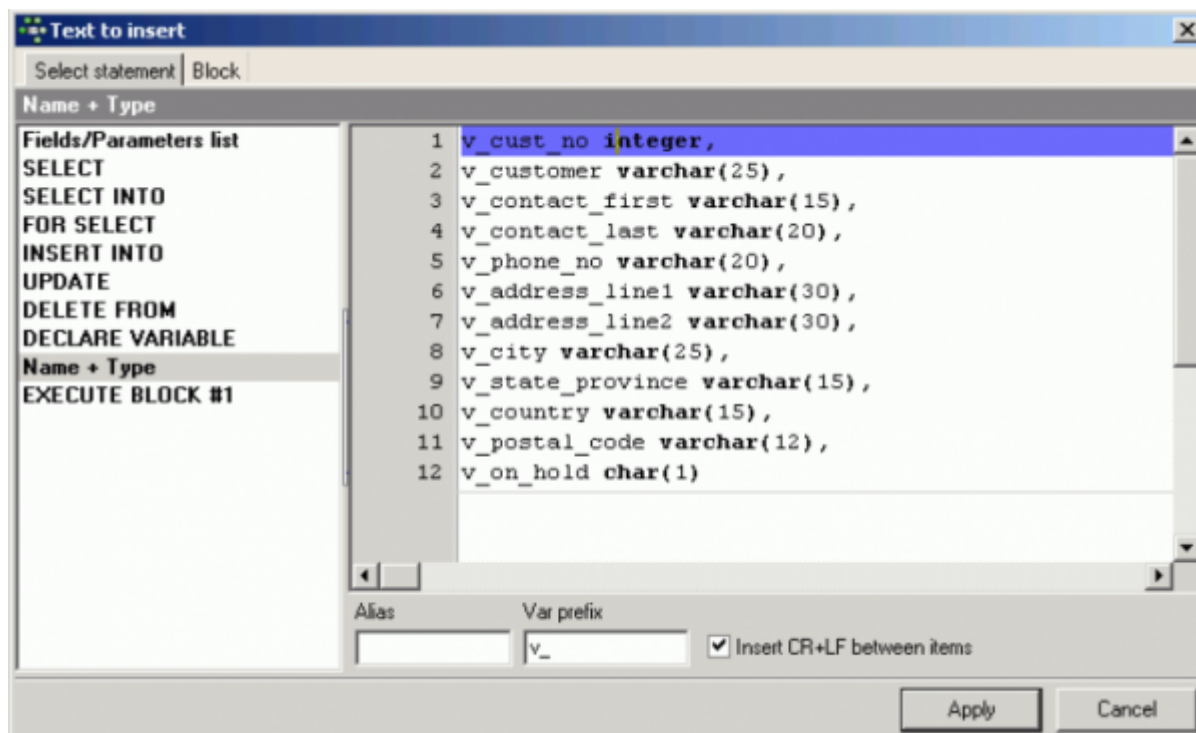 Text to insert
Select statement Block
Name + Type
Fields/Parameters list
SELECT
SELECT INTO
FOR SELECT
INSERT INTO
UPDATE
DELETE FROM
DECLARE VARIABLE
Name + Type
EXECUTE BLOCK #1
1 v_cust_no integer,
2 v_customer varchar(25),
3 v_contact_first varchar(15),
4 v_contact_last varchar(20),
5 v_phone_no varchar(20),
6 v_address_line1 varchar(30),
7 v_address_line2 varchar(30),
8 v_city varchar(25),
9 v_state_province varchar(15),
10 v_country varchar(15),
11 v_postal_code varchar(12),
12 v_on_hold char(1)
Alias Var prefix
v_ Insert CR+LF between items
Apply Cancel